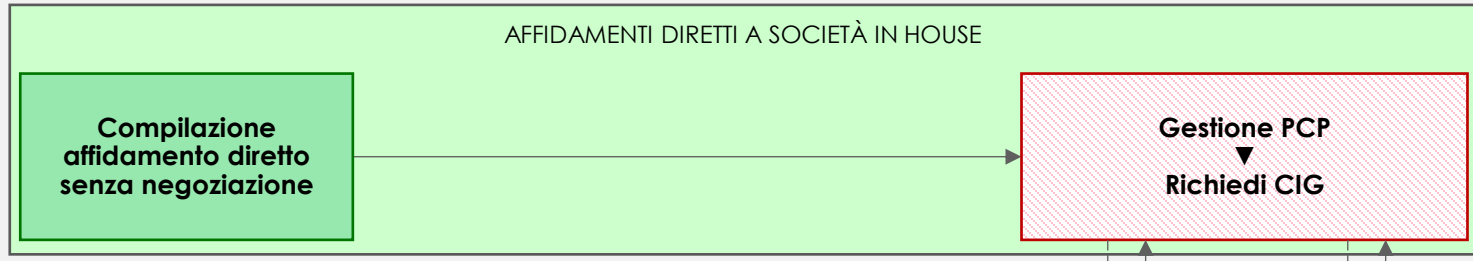 AFFIDAMENTI DIRETTI A SOCIETÀ IN HOUSE
Compilazione
affidamento diretto
senza negoziazione
Gestione PCP
▼
Richiedi CIG